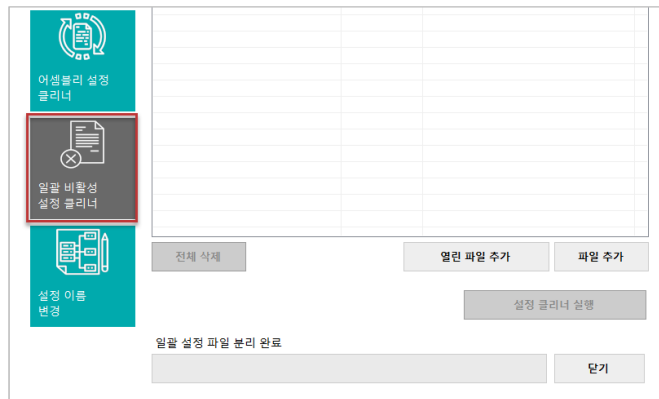 어셈블리 설정
클리너
일괄 비활성
설정 클리너
설정 이름
변경
전체 삭제
열린 파일 추가
파일 추가
설정 클리너 실행
일괄 설정 파일 분리 완료
닫기